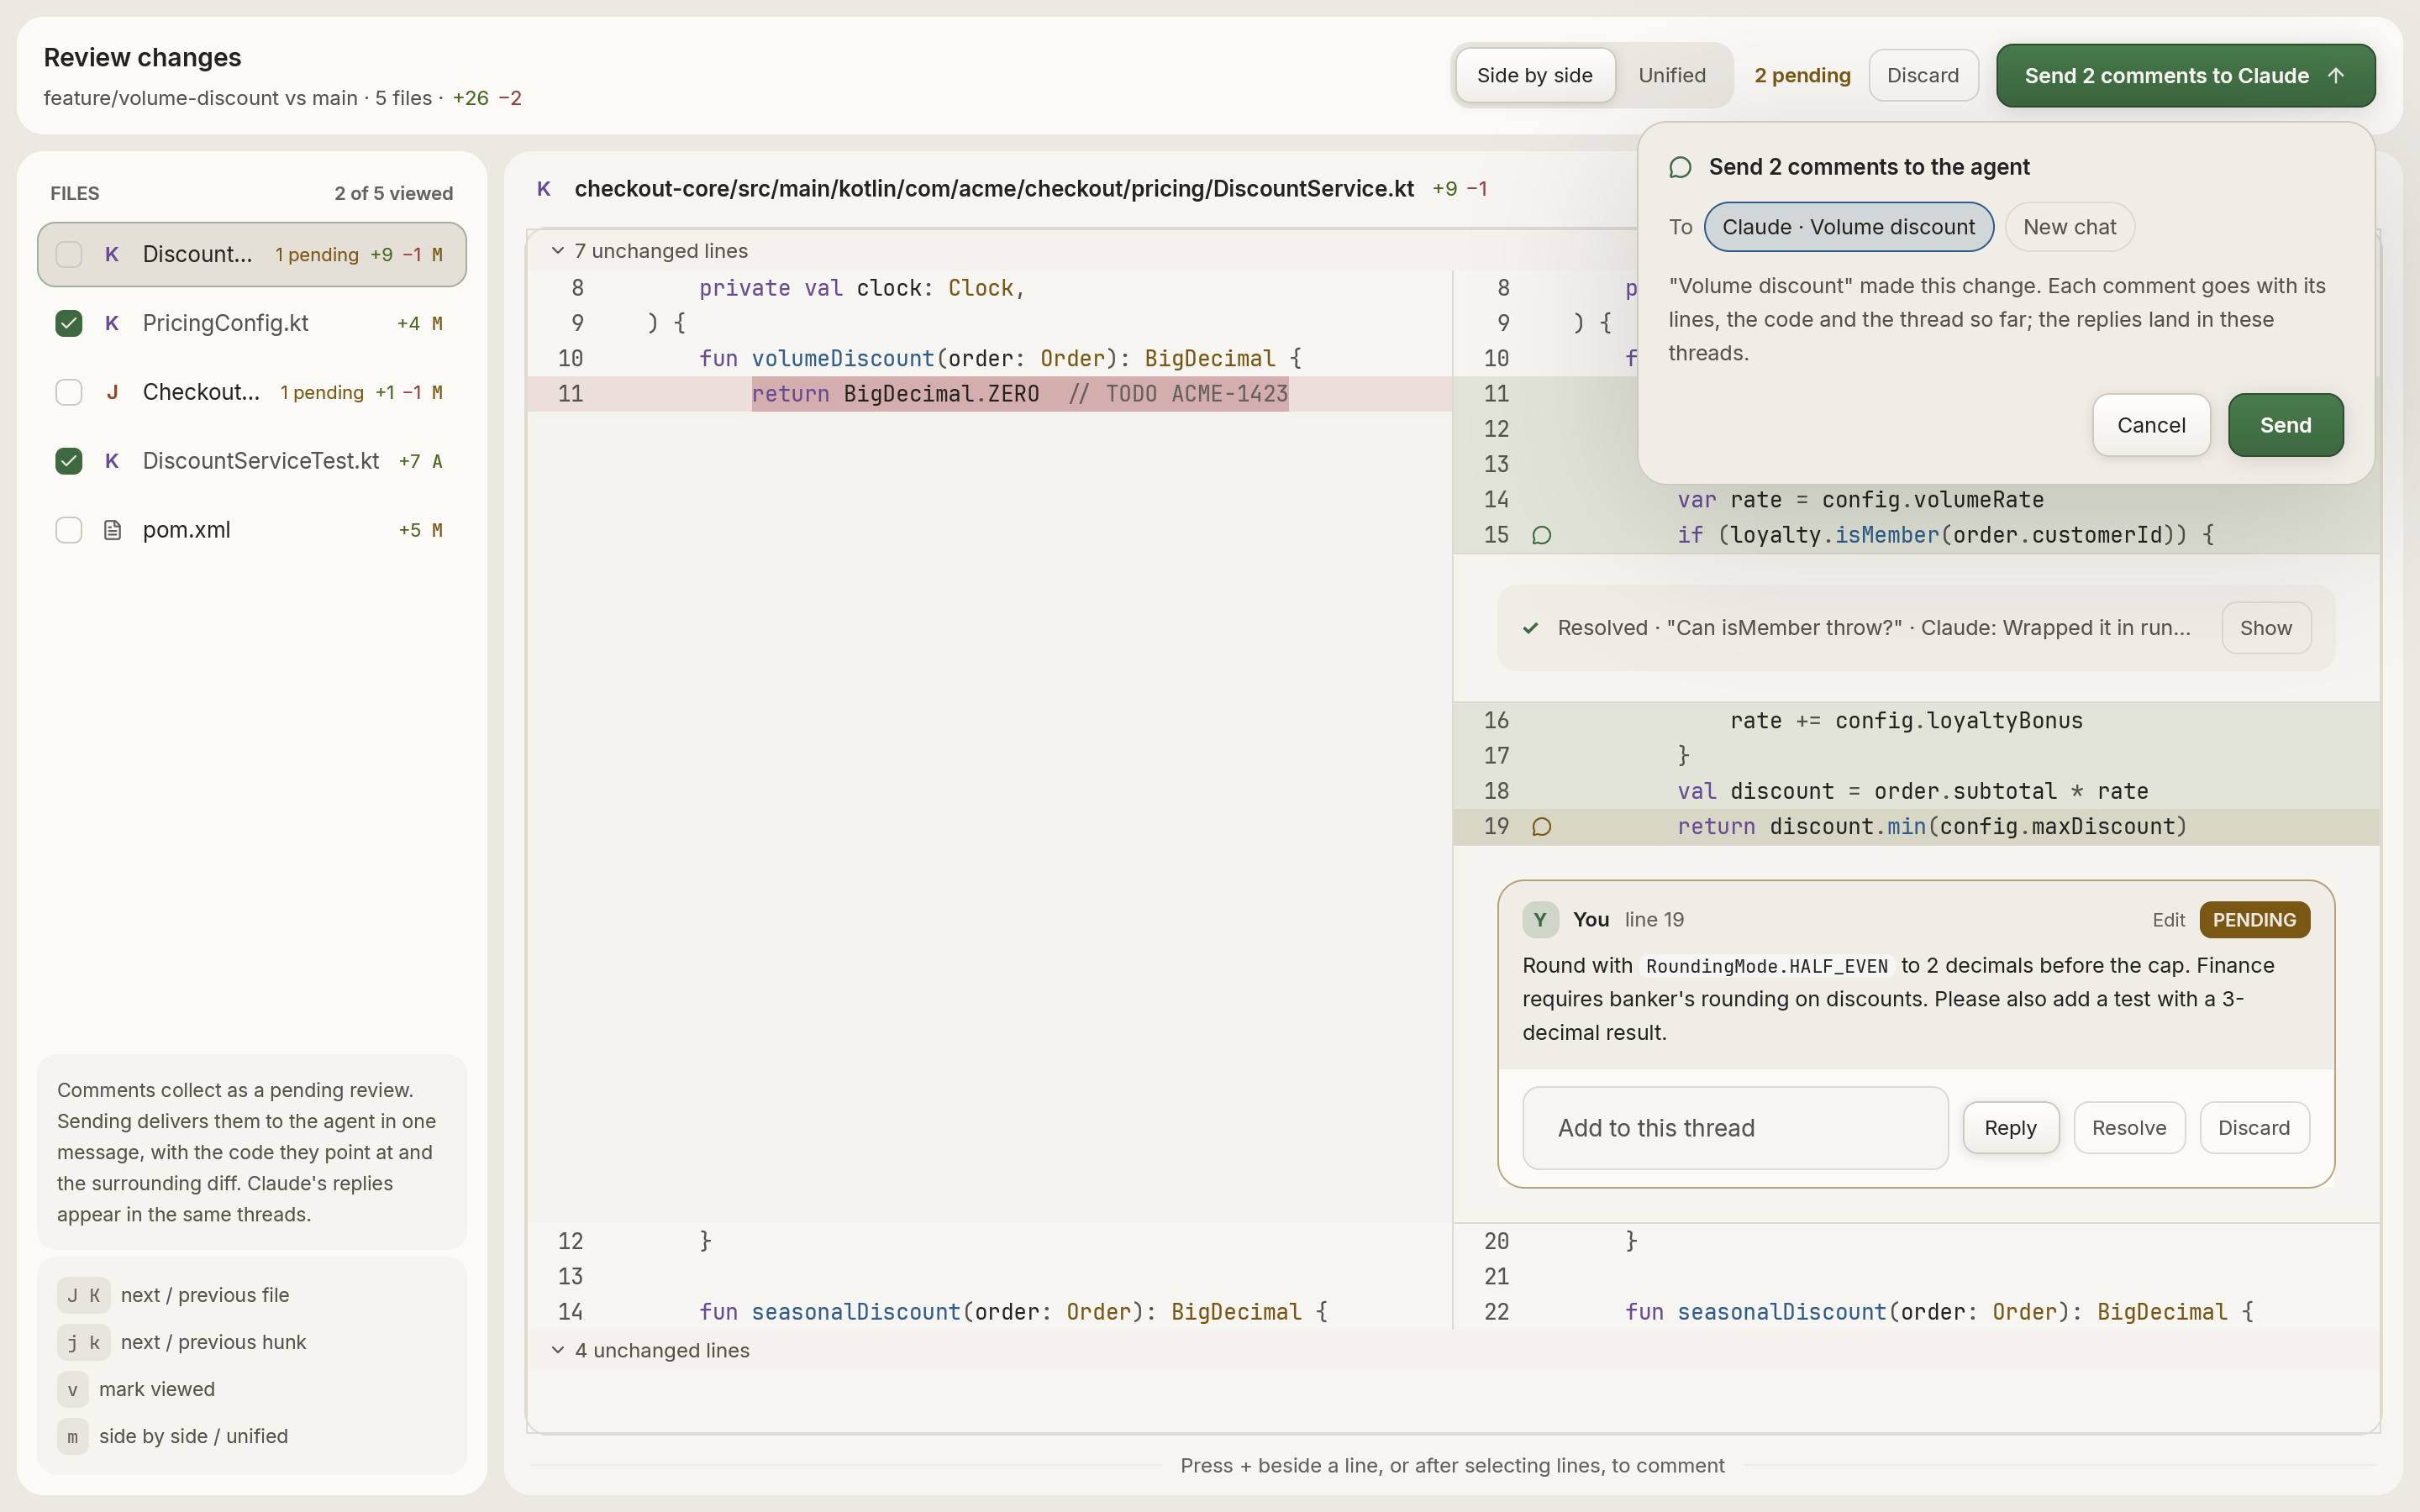 Review changes
feature/volume-discount vs main · 5 files · +26 −2
Side by side
Unified
2 pending
Discard
Send 2 comments to Claude
FILES
2 of 5 viewed
K Discount... 1 pending +9 −1 M
K PricingConfig.kt +4 M
J Checkout... 1 pending +1 −1 M
K DiscountServiceTest.kt +7 A
pom.xml +5 M
Comments collect as a pending review.
Sending delivers them to the agent in one
message, with the code they point at and
the surrounding diff. Claude's replies
appear in the same threads.
J K next / previous file
j k next / previous hunk
v mark viewed
m side by side / unified
K checkout-core/src/main/kotlin/com/acme/checkout/pricing/DiscountService.kt +9 −1
7 unchanged lines
8 private val clock: Clock,
9 ) {
10 fun volumeDiscount(order: Order): BigDecimal {
11 return BigDecimal.ZERO // TODO ACME-1423
12 }
13
14 fun seasonalDiscount(order: Order): BigDecimal {
4 unchanged lines
Send 2 comments to the agent
To Claude · Volume discount New chat
"Volume discount" made this change. Each comment goes with its
lines, the code and the thread so far; the replies land in these
threads.
Cancel
Send
8 p
9 ) {
10 f
11
12
13
14 var rate = config.volumeRate
15 if (loyalty.isMember(order.customerId)) {
Resolved · "Can isMember throw?" · Claude: Wrapped it in run... Show
16 rate += config.loyaltyBonus
17 }
18 val discount = order.subtotal * rate
19 return discount.min(config.maxDiscount)
Y You line 19 Edit PENDING
Round with RoundingMode.HALF_EVEN to 2 decimals before the cap. Finance
requires banker's rounding on discounts. Please also add a test with a 3-
decimal result.
Add to this thread
Reply
Resolve
Discard
20 }
21
22 fun seasonalDiscount(order: Order): BigDecimal {
Press + beside a line, or after selecting lines, to comment